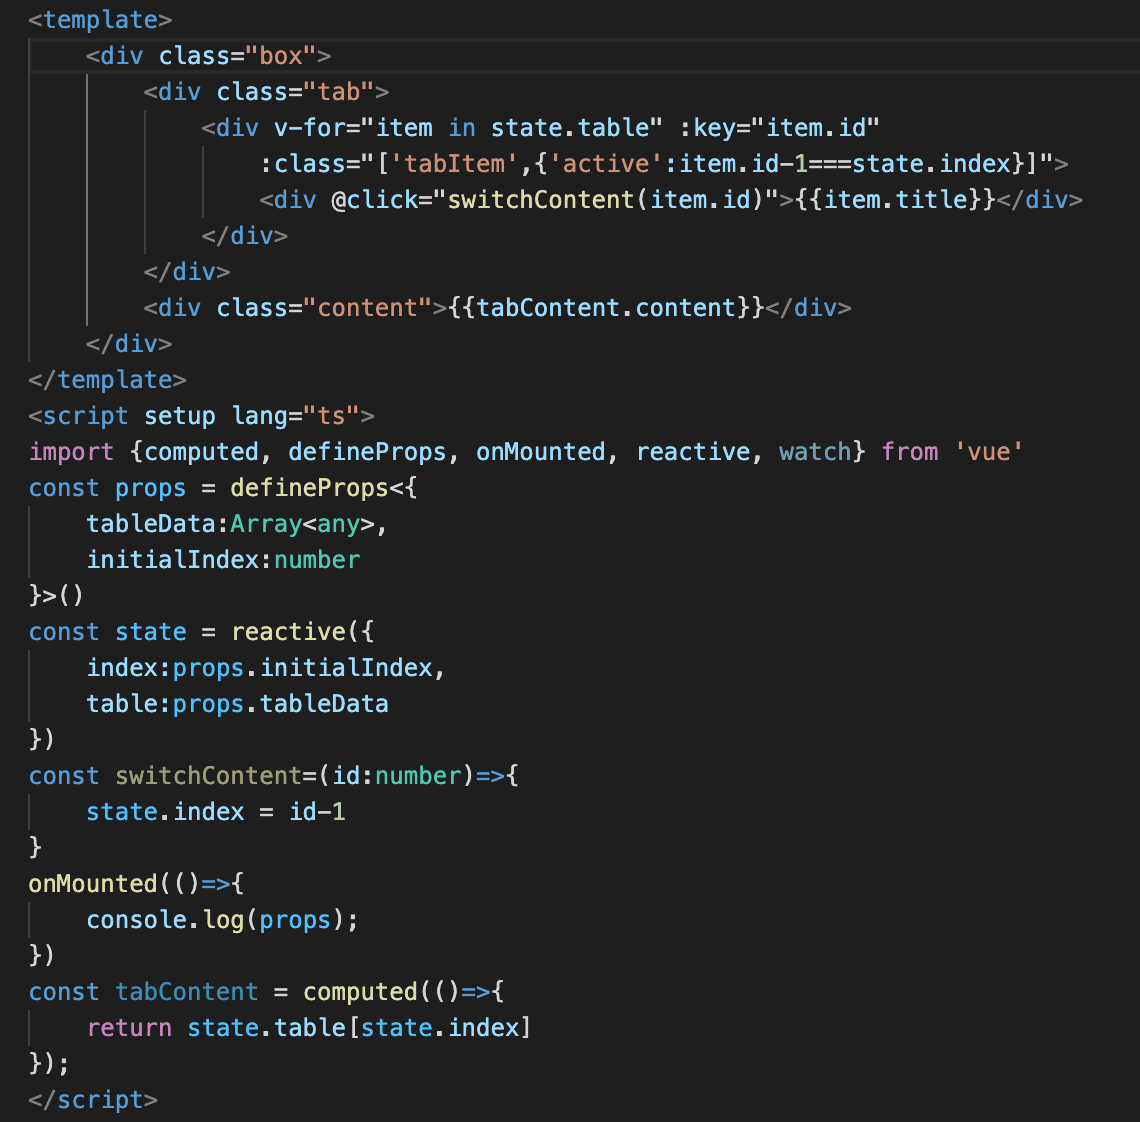 <template>
    <div class="box">
        <div class="tab">
            <div v-for="item in state.table" :key="item.id"
                :class="['tabItem',{'active':item.id-1===state.index}]">
                <div @click="switchContent(item.id)">{{item.title}}</div>
            </div>
        </div>
        <div class="content">{{tabContent.content}}</div>
    </div>
</template>
<script setup lang="ts">
import {computed, defineProps, onMounted, reactive, watch} from 'vue'
const props = defineProps<{
    tableData:Array<any>,
    initialIndex:number
}>()
const state = reactive({
    index:props.initialIndex,
    table:props.tableData
})
const switchContent=(id:number)=>{
    state.index = id-1
}
onMounted(()=>{
    console.log(props);
})
const tabContent = computed(()=>{
    return state.table[state.index]
});
</script>